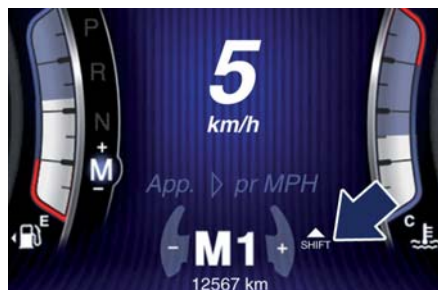 P
R
N
+
M
-
5
km/h
App. ▷ pr MPH
- M1 +
SHIFT
12567 km
E
C